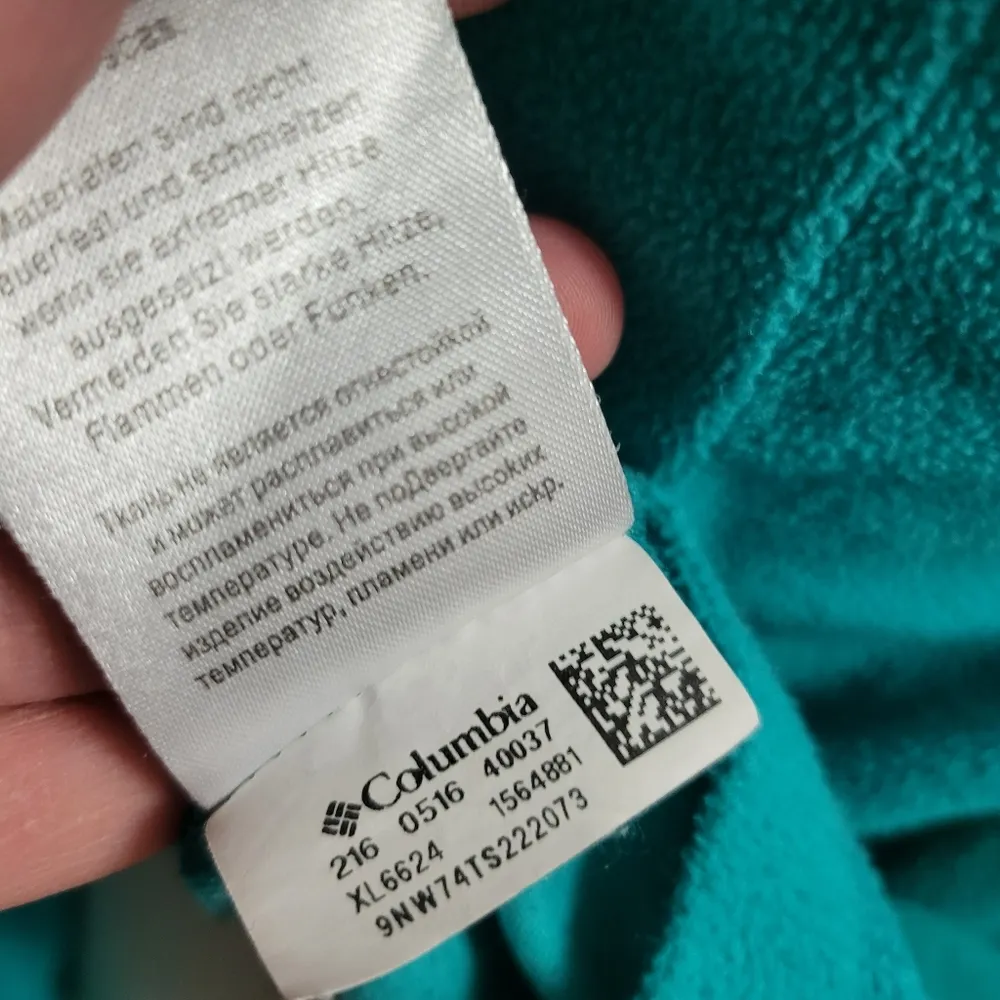 Materialien sind nicht
feuerfest und schmelzen
wenn sie extremer Hitze
ausgesetzt werden.
Vermeiden Sie starke Hitze,
Flammen oder Funken.
Ткань не является огнестойкой
и может расплавиться или
воспламениться при высокой
температуре. Не подвергайте
изделие воздействию высоких
температур, пламени или искр.
Columbia
216 0516 40037
XL6624 1564881
9NW74TS222073